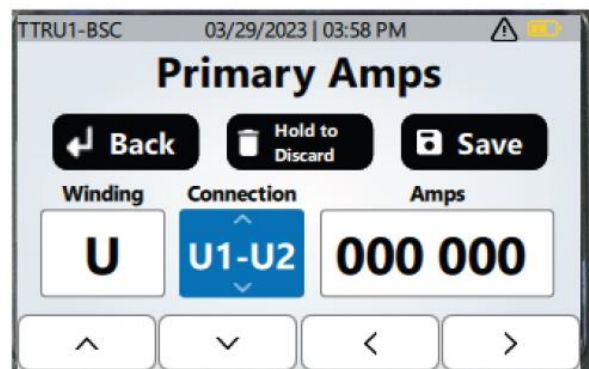 TTRU1-BSC 03/29/2023 | 03:58 PM
Primary Amps
Back Hold to Discard Save
Winding Connection Amps
U U1-U2 000 000